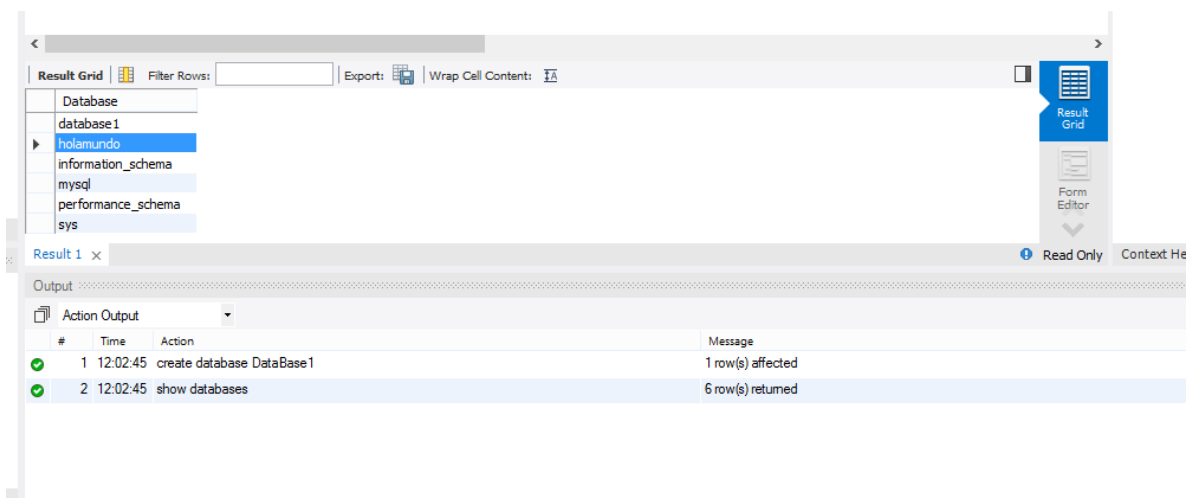 Result Grid Filter Rows: Export: Wrap Cell Content:
Database
database1
holamundo
information_schema
mysql
performance_schema
sys
Result
Grid
Form
Editor
Result 1 Read Only Context He
Output
Action Output
# Time Action Message
1 12:02:45 create database DataBase1 1 row(s) affected
2 12:02:45 show databases 6 row(s) returned